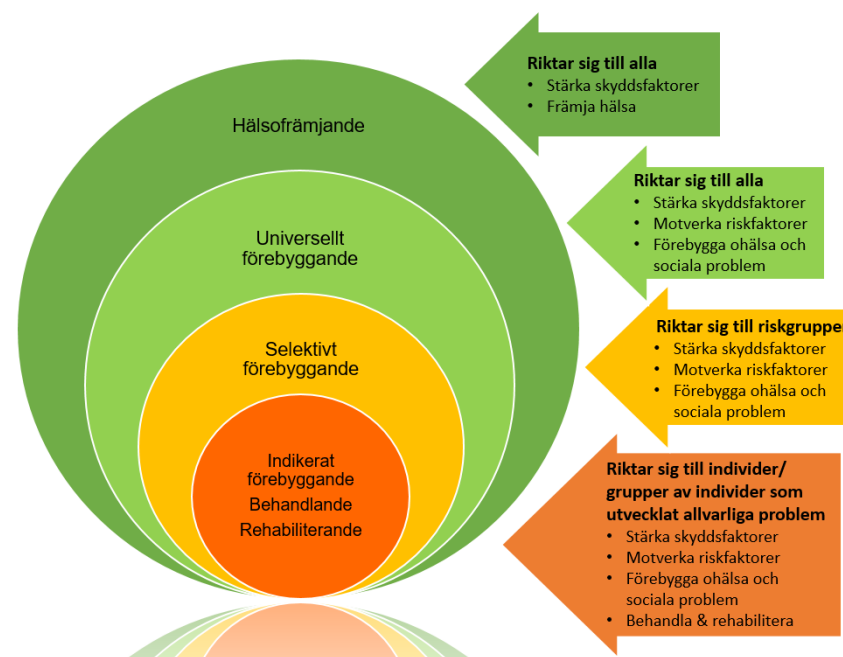 Hälsofrämjande
Universellt
förebyggande
Selektivt
förebyggande
Indikerat
förebyggande
Behandlande
Rehabiliterande
Riktar sig till alla
• Stärka skyddsfaktorer
• Främja hälsa
Riktar sig till alla
• Stärka skyddsfaktorer
• Motverka riskfaktorer
• Förebygga ohälsa och
sociala problem
Riktar sig till riskgruppe
• Stärka skyddsfaktorer
• Motverka riskfaktorer
• Förebygga ohälsa och
sociala problem
Riktar sig till individer/
grupper av individer som
utvecklat allvarliga problem
• Stärka skyddsfaktorer
• Motverka riskfaktorer
• Förebygga ohälsa och
sociala problem
• Behandla & rehabilitera